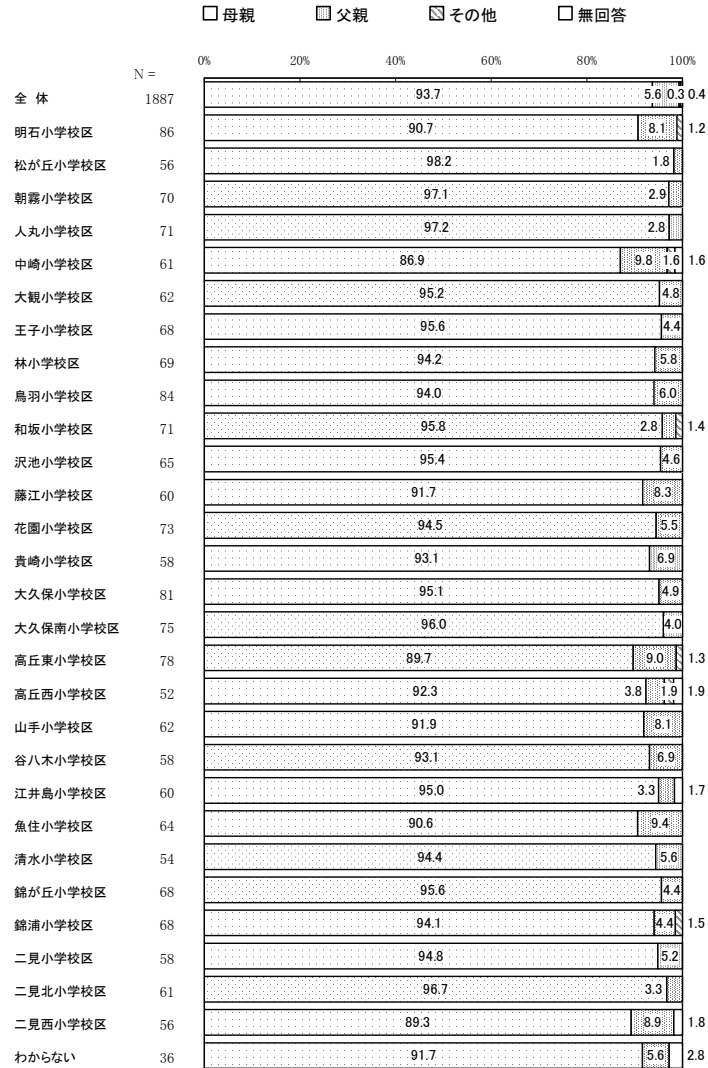 母親 父親 その他 無回答
0% 20% 40% 60% 80% 100%
N =
全 体 1887 93.7 5.6 0.3 0.4
明石小学校区 86 90.7 8.1 1.2
松が丘小学校区 56 98.2 1.8
朝霧小学校区 70 97.1 2.9
人丸小学校区 71 97.2 2.8
中崎小学校区 61 86.9 9.8 1.6 1.6
大観小学校区 62 95.2 4.8
王子小学校区 68 95.6 4.4
林小学校区 69 94.2 5.8
鳥羽小学校区 84 94.0 6.0
和坂小学校区 71 95.8 2.8 1.4
沢池小学校区 65 95.4 4.6
藤江小学校区 60 91.7 8.3
花園小学校区 73 94.5 5.5
貴崎小学校区 58 93.1 6.9
大久保小学校区 81 95.1 4.9
大久保南小学校区 75 96.0 4.0
高丘東小学校区 78 89.7 9.0 1.3
高丘西小学校区 52 92.3 3.8 1.9 1.9
山手小学校区 62 91.9 8.1
谷八木小学校区 58 93.1 6.9
江井島小学校区 60 95.0 3.3 1.7
魚住小学校区 64 90.6 9.4
清水小学校区 54 94.4 5.6
錦が丘小学校区 68 95.6 4.4
錦浦小学校区 68 94.1 4.4 1.5
二見小学校区 58 94.8 5.2
二見北小学校区 61 96.7 3.3
二見西小学校区 56 89.3 8.9 1.8
わからない 36 91.7 5.6 2.8